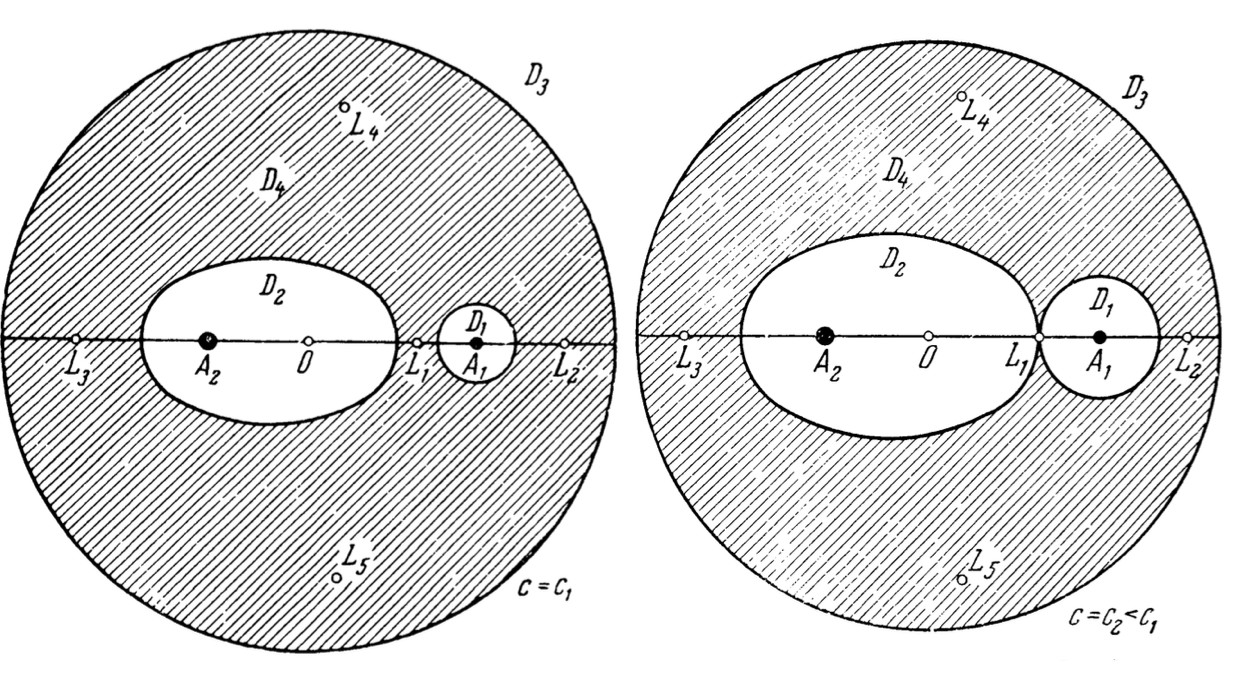 D₃
L₄
D₄
D₂
D₁
L₃
A₂
O
L₁
A₁
L₂
L₅
c = c₁
D₃
L₄
D₄
D₂
D₁
L₃
A₂
O
L₁
A₁
L₂
L₅
c = c₂ < c₁